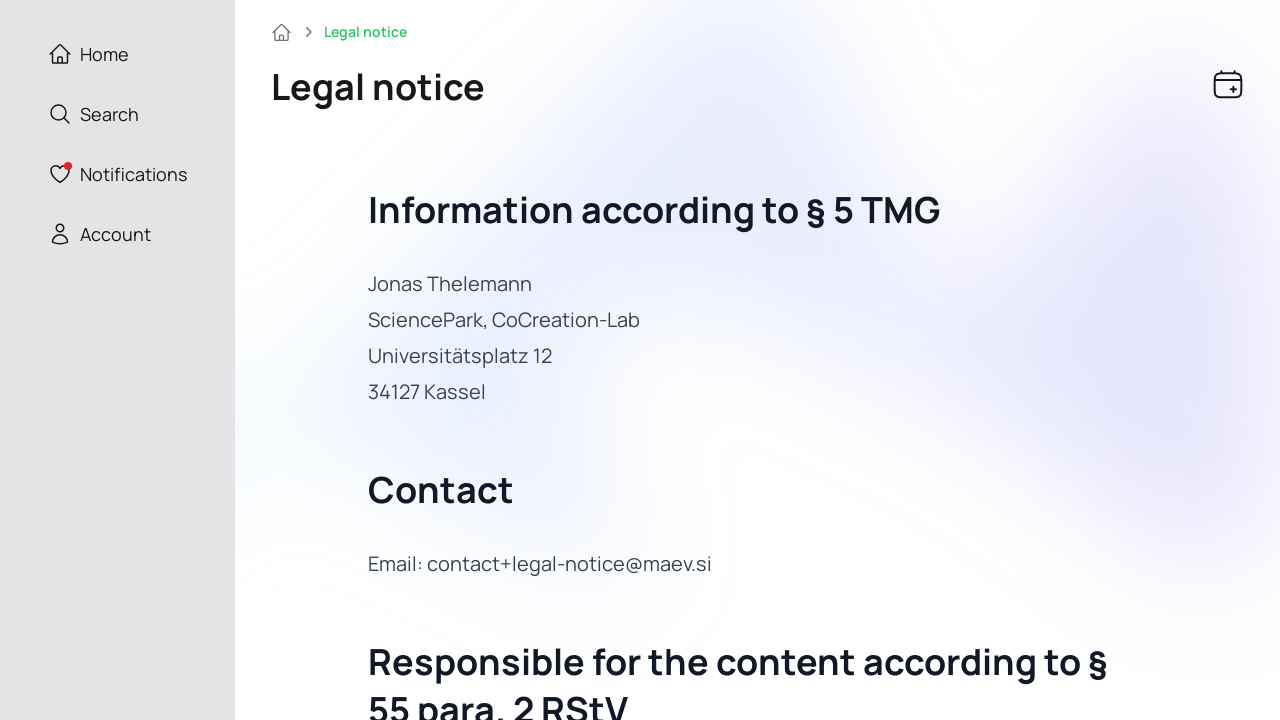 Home
Search
Notifications
Account
Legal notice
Legal notice
Information according to § 5 TMG
Jonas Thelemann
SciencePark, CoCreation-Lab
Universitätsplatz 12
34127 Kassel
Contact
Email: contact+legal-notice@maev.si
Responsible for the content according to §
55 para. 2 RStV